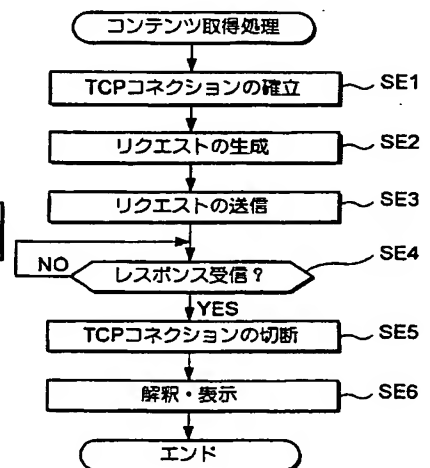 コンテンツ取得処理
TCPコネクションの確立 SE1
リクエストの生成 SE2
リクエストの送信 SE3
レスポンス受信？ SE4
NO
YES
TCPコネクションの切断 SE5
解釈・表示 SE6
エンド